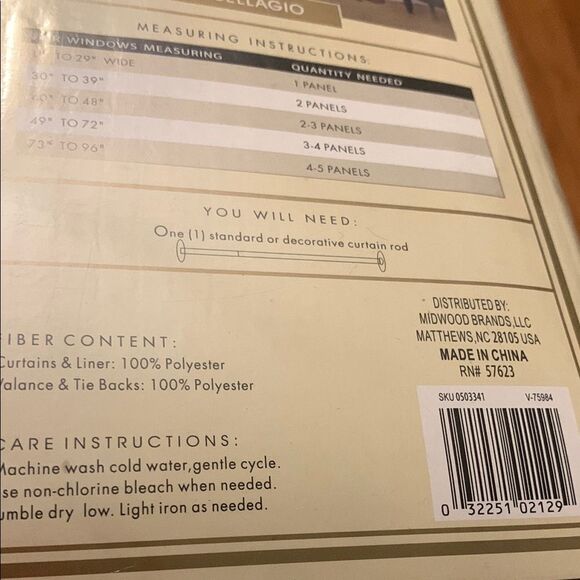 BELLAGIO
MEASURING INSTRUCTIONS:
WINDOWS MEASURING QUANTITY NEEDED
TO 29" WIDE 1 PANEL
30" TO 39" 2 PANELS
TO 48" 2-3 PANELS
49" TO 72" 3-4 PANELS
73" TO 96" 4-5 PANELS
YOU WILL NEED:
One (1) standard or decorative curtain rod
FIBER CONTENT:
Curtains & Liner: 100% Polyester
Valance & Tie Backs: 100% Polyester
CARE INSTRUCTIONS:
Machine wash cold water,gentle cycle.
se non-chlorine bleach when needed.
umble dry low. Light iron as needed.
DISTRIBUTED BY:
MIDWOOD BRANDS,LLC
MATTHEWS,NC 28105 USA
MADE IN CHINA
RN# 57623
SKU 0503341 V-75984
0 32251 02129